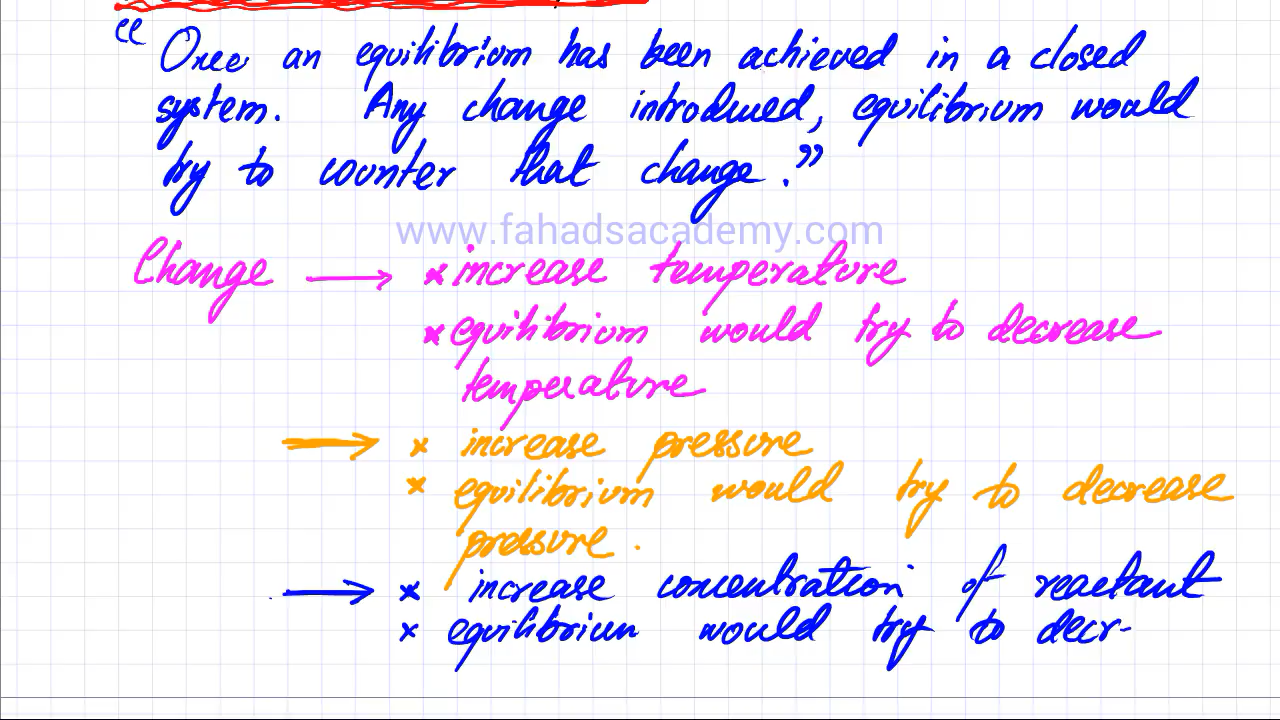 “ Once an equilibrium has been achieved in a closed
system. Any change introduced, equilibrium would
try to counter that change.”
www.fahadsacademy.com
Change → × increase temperature
× equilibrium would try to decrease
temperature
→ × increase pressure
× equilibrium would try to decrease
pressure.
→ × increase concentration of reactant
× equilibrium would try to decr-